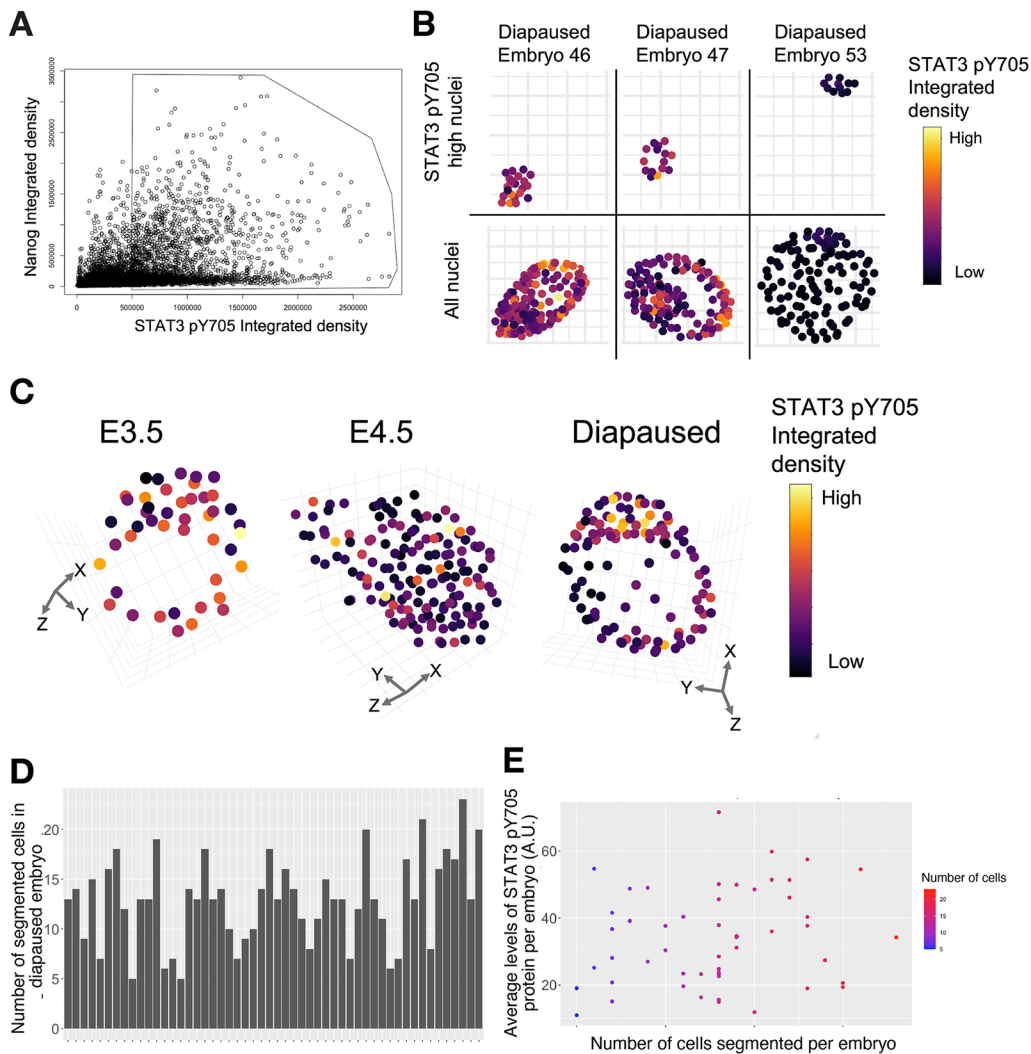 A
Nanog Integrated density
3500000
2500000
1500000
500000
0
0
500000
1000000
1500000
2000000
2500000
STAT3 pY705 Integrated density
B
Diapaused
Embryo 46
Diapaused
Embryo 47
Diapaused
Embryo 53
STAT3 pY705
high nuclei
All nuclei
STAT3 pY705
Integrated
density
High
Low
C
E3.5
E4.5
Diapaused
X
Y
Z
Y
X
Z
X
Y
Z
STAT3 pY705
Integrated
density
High
Low
D
Number of segmented cells in
diapaused embryo
20
15
10
5
0
E
Average levels of STAT3 pY705
protein per embryo (A.U.)
60
40
20
Number of cells segmented per embryo
Number of cells
20
15
10
5